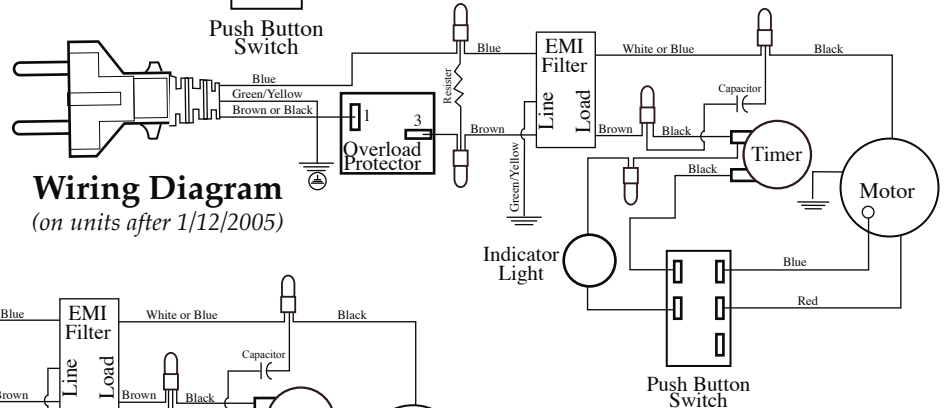 Push Button
Switch
Blue
Green/Yellow
Brown or Black
Resister
Blue
EMI
Filter
Line
Load
White or Blue
Black
Capacitor
1
3
Overload
Protector
Brown
Green/Yellow
Brown
Black
Timer
Black
Motor
Wiring Diagram
(on units after 1/12/2005)
Indicator
Light
Blue
Red
Push Button
Switch
Blue
EMI
Filter
Line
Load
White or Blue
Black
Capacitor
Brown
Brown
Black